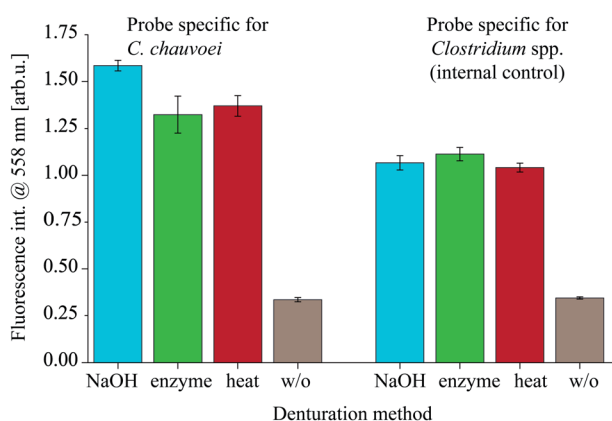 Probe specific for
C. chauvoei
Probe specific for
Clostridium spp.
(internal control)
Fluorescence int. @ 558 nm [arb.u.]
1.75
1.50
1.25
1.00
0.75
0.50
0.25
0.00
NaOH enzyme heat w/o NaOH enzyme heat w/o
Denturation method